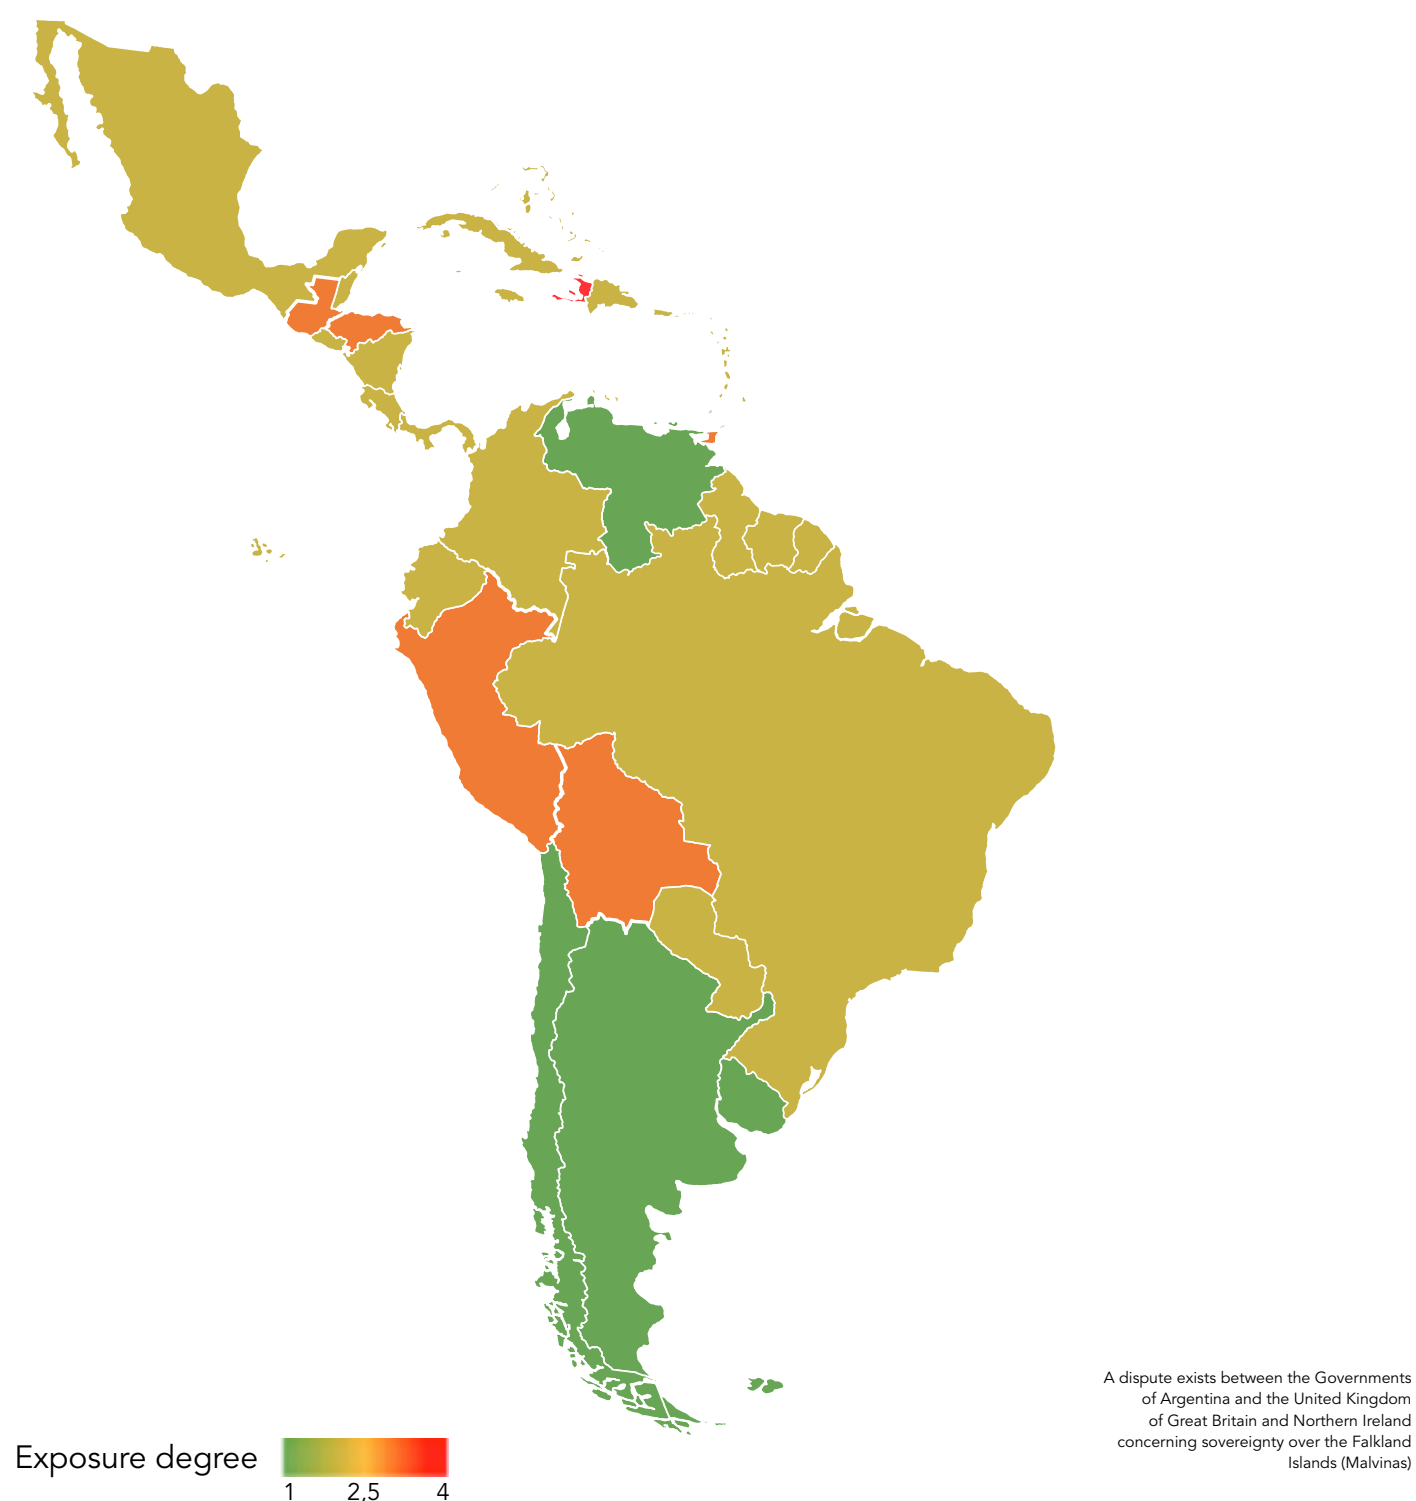 A dispute exists between the Governments
of Argentina and the United Kingdom
of Great Britain and Northern Ireland
concerning sovereignty over the Falkland
Islands (Malvinas)
Exposure degree
1 2,5 4